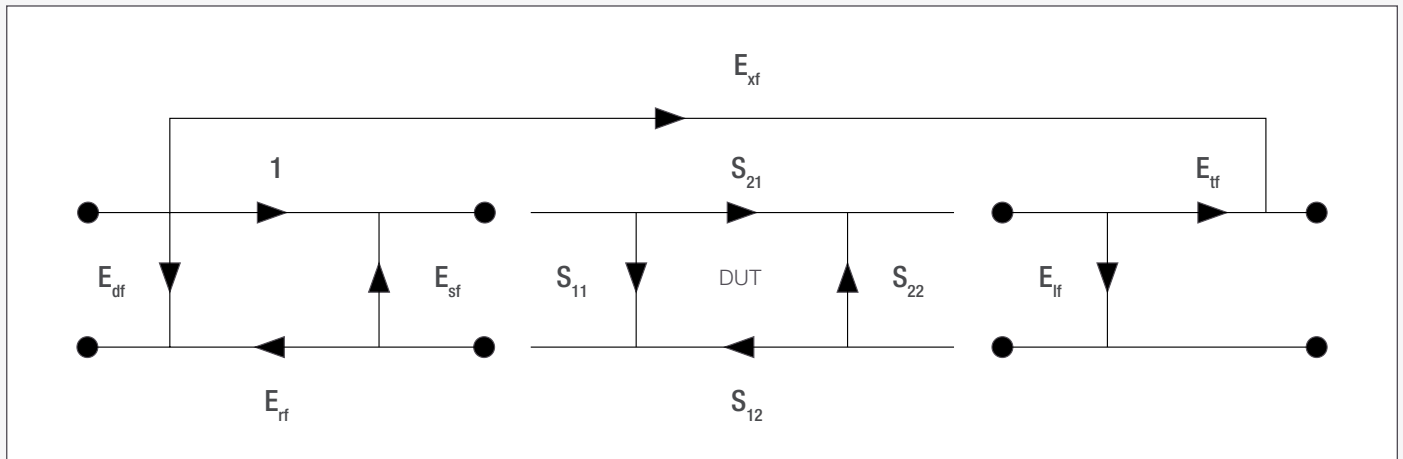 E_xf
1
S_21
E_tf
E_df
E_sf
S_11
DUT
S_22
E_lf
E_rf
S_12